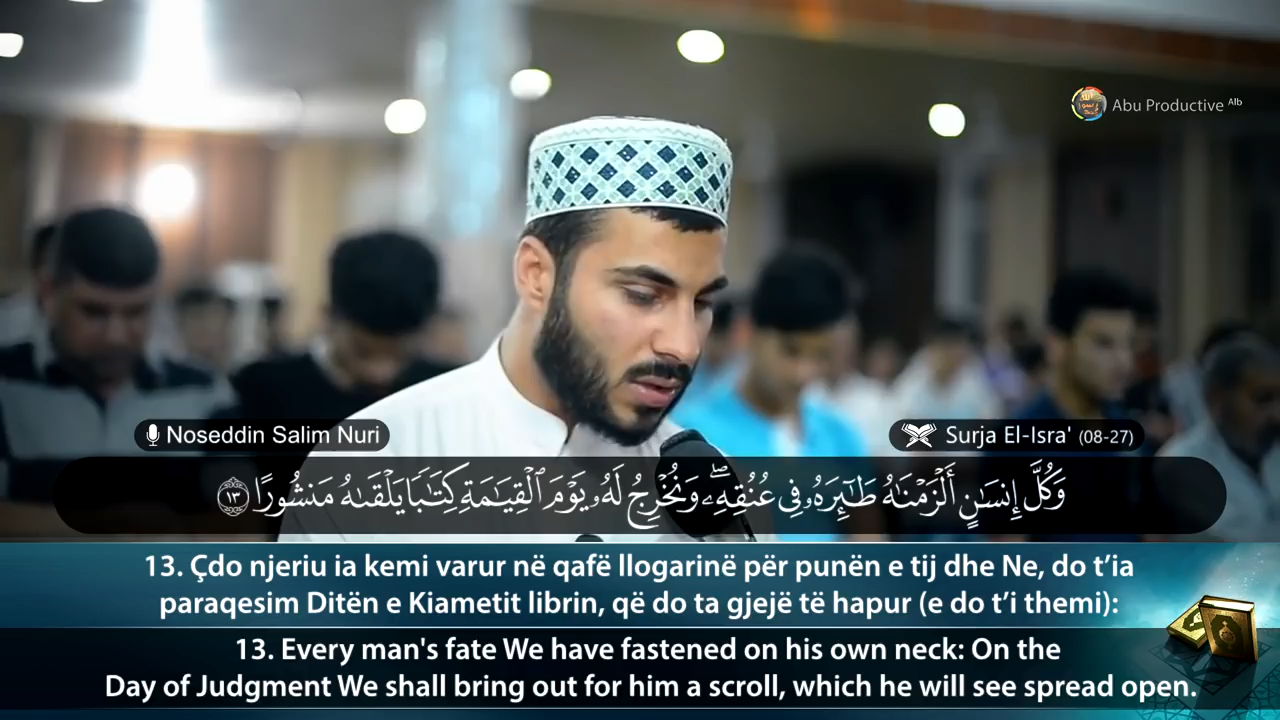 Abu Productive Alb
Noseddin Salim Nuri
Surja El-Isra' (08-27)
وَكُلَّ إِنسَٰنٍ أَلْزَمْنَٰهُ طَٰٓئِرَهُۥ فِى عُنُقِهِۦ ۖ وَنُخْرِجُ لَهُۥ يَوْمَ ٱلْقِيَٰمَةِ كِتَٰبًا يَلْقَىٰهُ مَنشُورًا ١٣
13. Çdo njeriu ia kemi varur në qafë llogarinë për punën e tij dhe Ne, do t’ia
paraqesim Ditën e Kiametit librin, që do ta gjejë të hapur (e do t’i themi):
13. Every man's fate We have fastened on his own neck: On the
Day of Judgment We shall bring out for him a scroll, which he will see spread open.